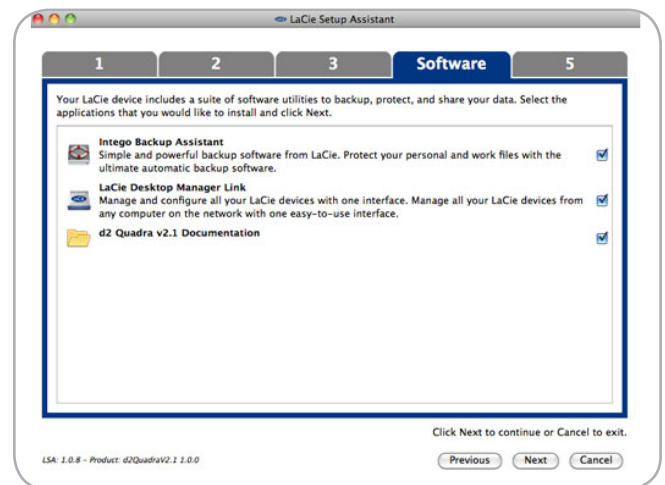 LaCie Setup Assistant
1 2 3 Software 5
Your LaCie device includes a suite of software utilities to backup, protect, and share your data. Select the
applications that you would like to install and click Next.
Intego Backup Assistant
Simple and powerful backup software from LaCie. Protect your personal and work files with the
ultimate automatic backup software.
LaCie Desktop Manager Link
Manage and configure all your LaCie devices with one interface. Manage all your LaCie devices from
any computer on the network with one easy-to-use interface.
d2 Quadra v2.1 Documentation
Click Next to continue or Cancel to exit.
LSA: 1.0.8 - Product: d2QuadraV2.1 1.0.0
Previous Next Cancel